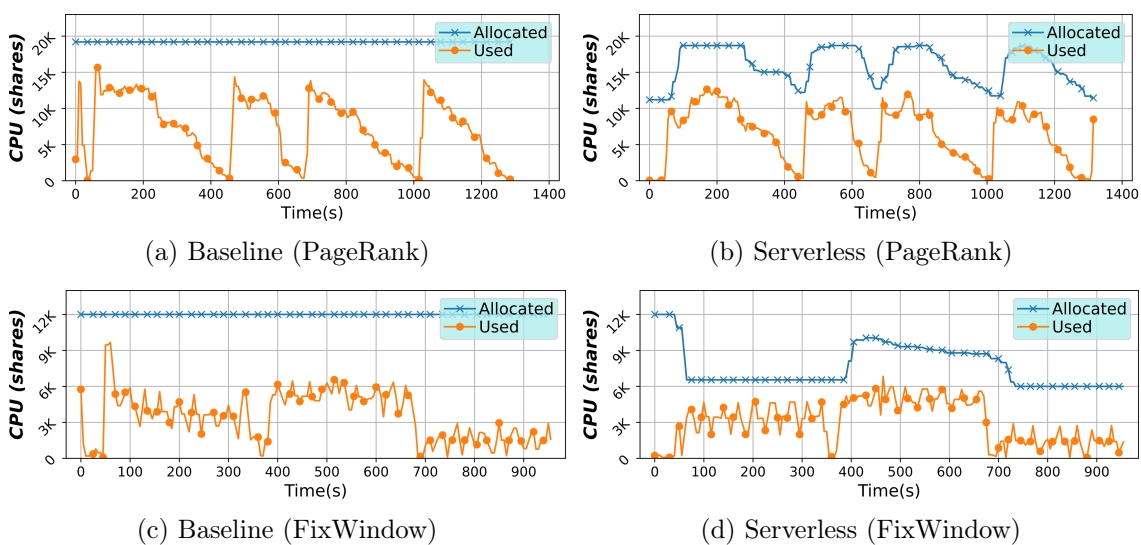 20K
15K
10K
5K
0
CPU (shares)
Allocated
Used
0 200 400 600 800 1000 1200 1400
Time(s)
(a) Baseline (PageRank)
20K
15K
10K
5K
0
CPU (shares)
Allocated
Used
0 200 400 600 800 1000 1200 1400
Time(s)
(b) Serverless (PageRank)
12K
9K
6K
3K
0
CPU (shares)
Allocated
Used
0 100 200 300 400 500 600 700 800 900
Time(s)
(c) Baseline (FixWindow)
12K
9K
6K
3K
0
CPU (shares)
Allocated
Used
0 100 200 300 400 500 600 700 800 900
Time(s)
(d) Serverless (FixWindow)